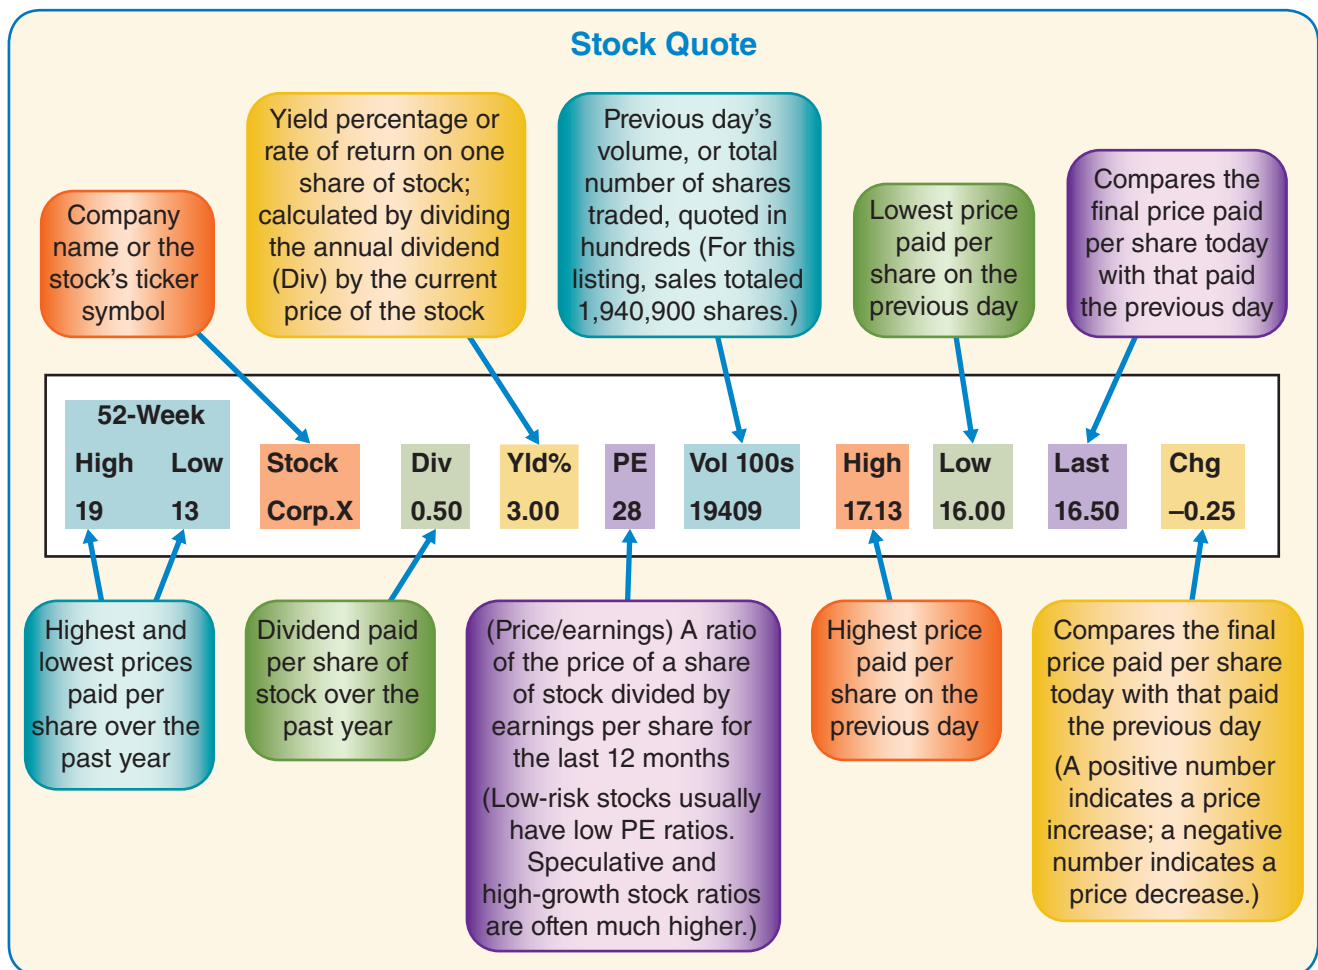 Stock Quote
Company
name or the
stock's ticker
symbol
Yield percentage or
rate of return on one
share of stock;
calculated by dividing
the annual dividend
(Div) by the current
price of the stock
Previous day's
volume, or total
number of shares
traded, quoted in
hundreds (For this
listing, sales totaled
1,940,900 shares.)
Lowest price
paid per
share on the
previous day
Compares the
final price paid
per share today
with that paid
the previous day
52-Week
High Low Stock Div Yld% PE Vol 100s High Low Last Chg
19 13 Corp.X 0.50 3.00 28 19409 17.13 16.00 16.50 –0.25
Highest and
lowest prices
paid per
share over the
past year
Dividend paid
per share of
stock over the
past year
(Price/earnings) A ratio
of the price of a share
of stock divided by
earnings per share for
the last 12 months
(Low-risk stocks usually
have low PE ratios.
Speculative and
high-growth stock ratios
are often much higher.)
Highest price
paid per
share on the
previous day
Compares the final
price paid per share
today with that paid
the previous day
(A positive number
indicates a price
increase; a negative
number indicates a
price decrease.)